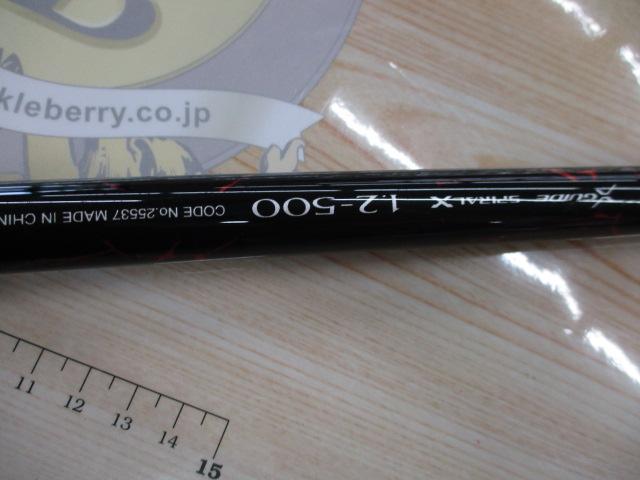 kleberry.co.jp
X GUIDE SPIRAL X 1.2-500 CODE No.25537 MADE IN CHIN
11 12 13 14 15